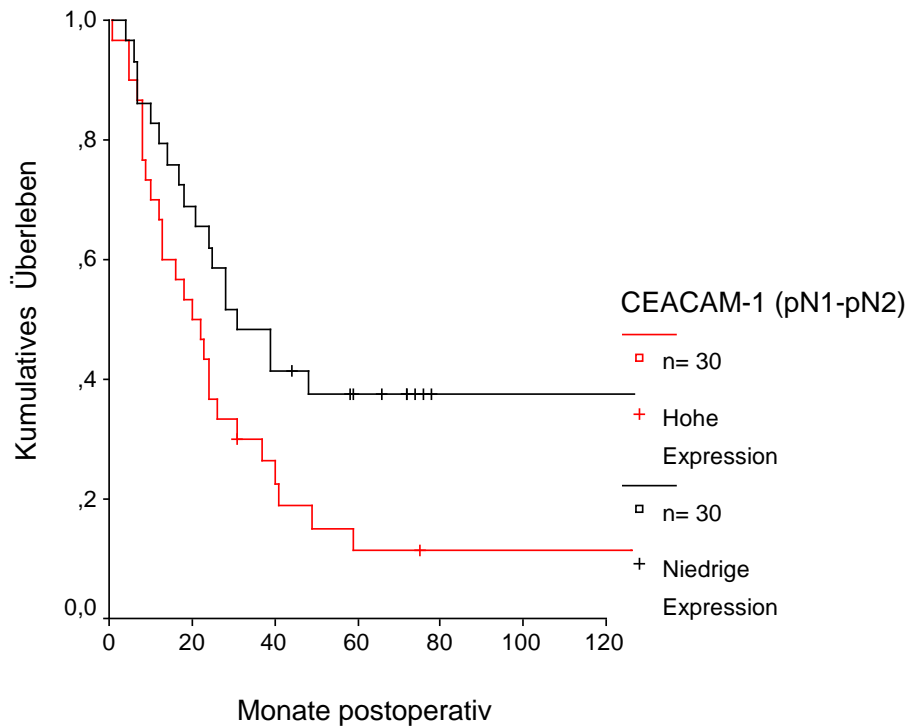 1,0
,8
,6
,4
,2
0,0
Kumulatives Überleben
0 20 40 60 80 100 120
Monate postoperativ
CEACAM-1 (pN1-pN2)
n= 30
Hohe
Expression
n= 30
Niedrige
Expression